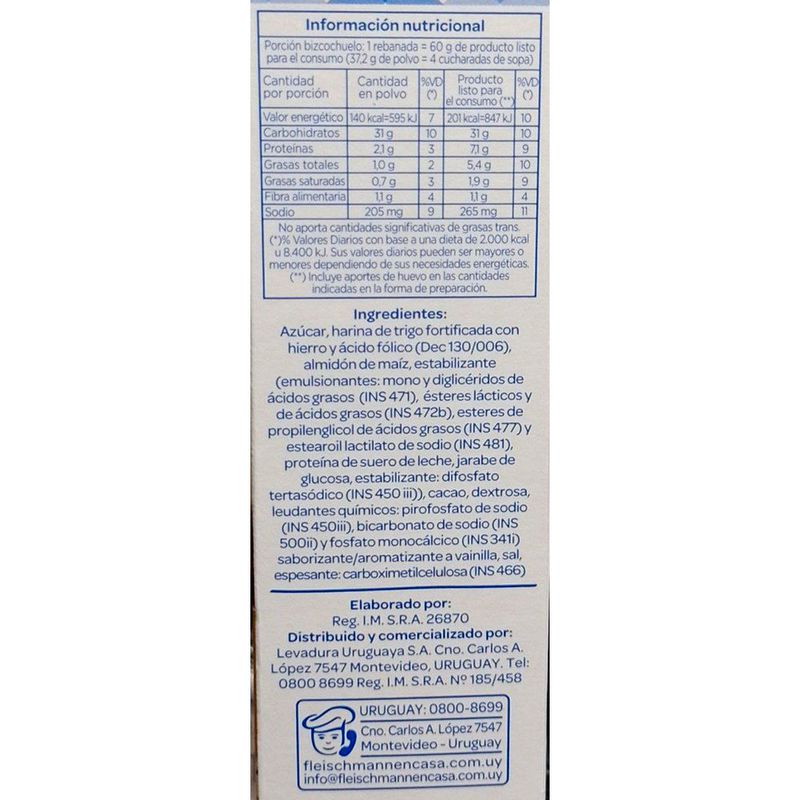 Información nutricional
Porción bizcochuelo: 1 rebanada = 60 g de producto listo
para el consumo (37,2 g de polvo = 4 cucharadas de sopa)
Cantidad por porción | Cantidad en polvo | %VD (*) | Producto listo para el consumo (**) | %VD (*)
Valor energético | 140 kcal=595 kJ | 7 | 201 kcal=847 kJ | 10
Carbohidratos | 31 g | 10 | 31 g | 10
Proteínas | 2,1 g | 3 | 7,1 g | 9
Grasas totales | 1,0 g | 2 | 5,4 g | 10
Grasas saturadas | 0,7 g | 3 | 1,9 g | 9
Fibra alimentaria | 1,1 g | 4 | 1,1 g | 4
Sodio | 205 mg | 9 | 265 mg | 11
No aporta cantidades significativas de grasas trans.
(*)% Valores Diarios con base a una dieta de 2.000 kcal
u 8.400 kJ. Sus valores diarios pueden ser mayores o
menores dependiendo de sus necesidades energéticas.
(**) Incluye aportes de huevo en las cantidades
indicadas en la forma de preparación.
Ingredientes:
Azúcar, harina de trigo fortificada con
hierro y ácido fólico (Dec 130/006),
almidón de maíz, estabilizante
(emulsionantes: mono y diglicéridos de
ácidos grasos (INS 471), ésteres lácticos y
de ácidos grasos (INS 472b), esteres de
propilenglicol de ácidos grasos (INS 477) y
estearoil lactilato de sodio (INS 481),
proteína de suero de leche, jarabe de
glucosa, estabilizante: difosfato
tertasódico (INS 450 iii)), cacao, dextrosa,
leudantes químicos: pirofosfato de sodio
(INS 450iii), bicarbonato de sodio (INS
500ii) y fosfato monocálcico (INS 341i)
saborizante/aromatizante a vainilla, sal,
espesante: carboximetilcelulosa (INS 466)
Elaborado por:
Reg. I.M. S.R.A. 26870
Distribuido y comercializado por:
Levadura Uruguaya S.A. Cno. Carlos A.
López 7547 Montevideo, URUGUAY. Tel:
0800 8699 Reg. I.M. S.R.A. Nº 185/458
URUGUAY: 0800-8699
Cno. Carlos A. López 7547
Montevideo - Uruguay
fleischmannencasa.com.uy
info@fleischmannencasa.com.uy